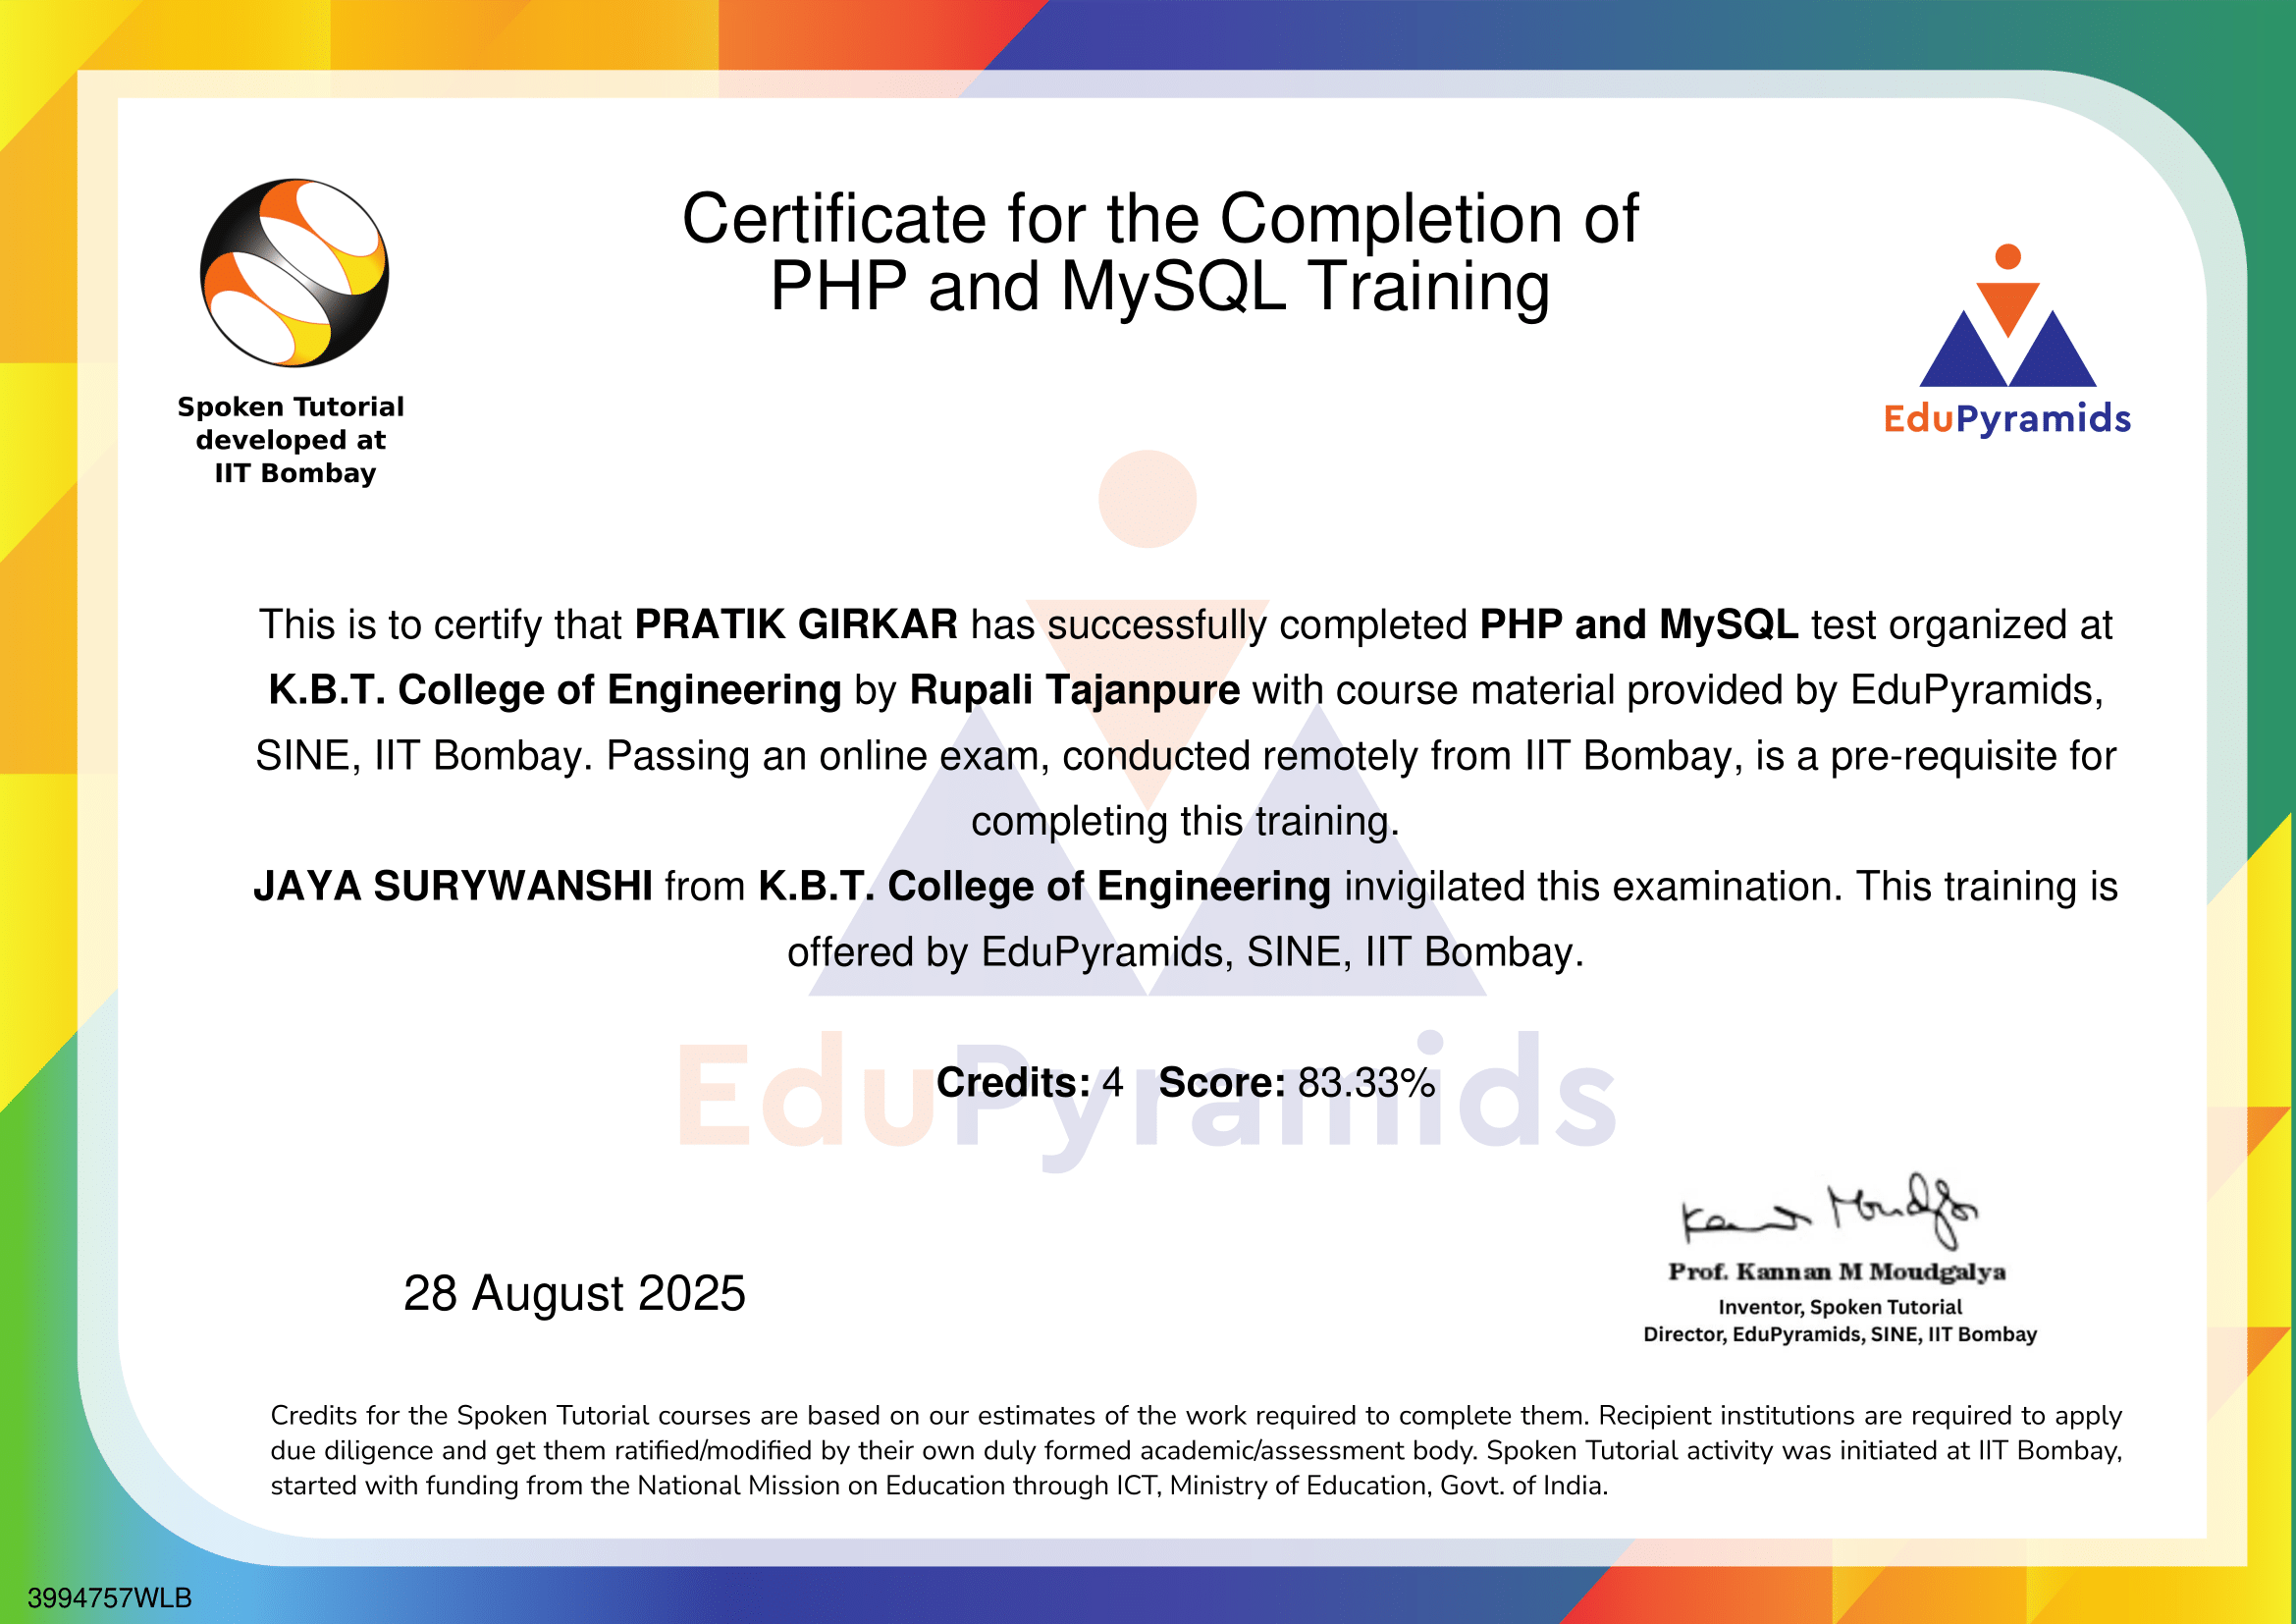 Certificate for the Completion of
PHP and MySQL Training
Spoken Tutorial
developed at
IIT Bombay
EduPyramids
This is to certify that PRATIK GIRKAR has successfully completed PHP and MySQL test organized at
K.B.T. College of Engineering by Rupali Tajanpure with course material provided by EduPyramids,
SINE, IIT Bombay. Passing an online exam, conducted remotely from IIT Bombay, is a pre-requisite for
completing this training.
JAYA SURYWANSHI from K.B.T. College of Engineering invigilated this examination. This training is
offered by EduPyramids, SINE, IIT Bombay.
EduPyramids
Credits: 4 Score: 83.33%
28 August 2025
Prof. Kannan M Moudgalya
Inventor, Spoken Tutorial
Director, EduPyramids, SINE, IIT Bombay
Credits for the Spoken Tutorial courses are based on our estimates of the work required to complete them. Recipient institutions are required to apply
due diligence and get them ratified/modified by their own duly formed academic/assessment body. Spoken Tutorial activity was initiated at IIT Bombay,
started with funding from the National Mission on Education through ICT, Ministry of Education, Govt. of India.
3994757WLB